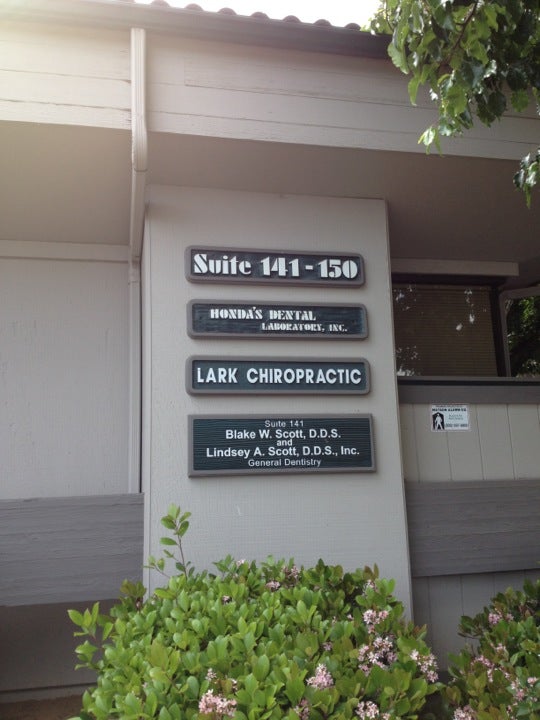 Suite 141-150
HONDA'S DENTAL
LABORATORY, INC.
LARK CHIROPRACTIC
Suite 141
Blake W. Scott, D.D.S.
and
Lindsey A. Scott, D.D.S., Inc.
General Dentistry